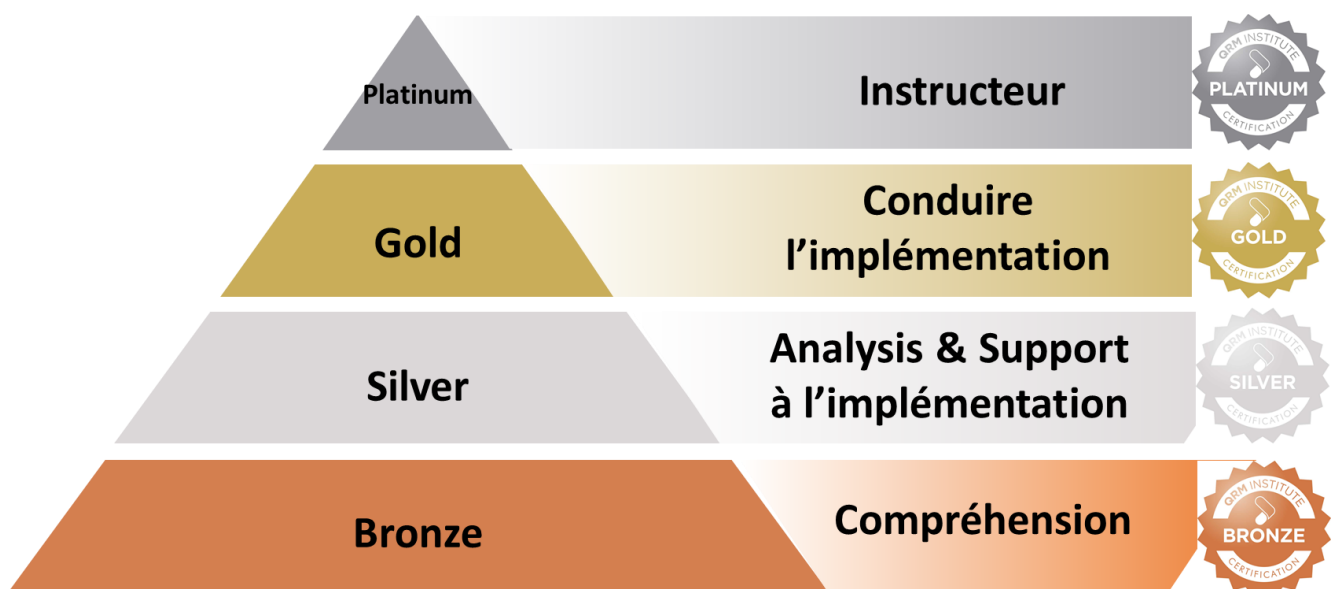 Platinum
Instructeur
QRM INSTITUTE
PLATINUM
CERTIFICATION
Gold
Conduire
l’implémentation
QRM INSTITUTE
GOLD
CERTIFICATION
Silver
Analysis & Support
à l’implémentation
QRM INSTITUTE
SILVER
CERTIFICATION
Bronze
Compréhension
QRM INSTITUTE
BRONZE
CERTIFICATION